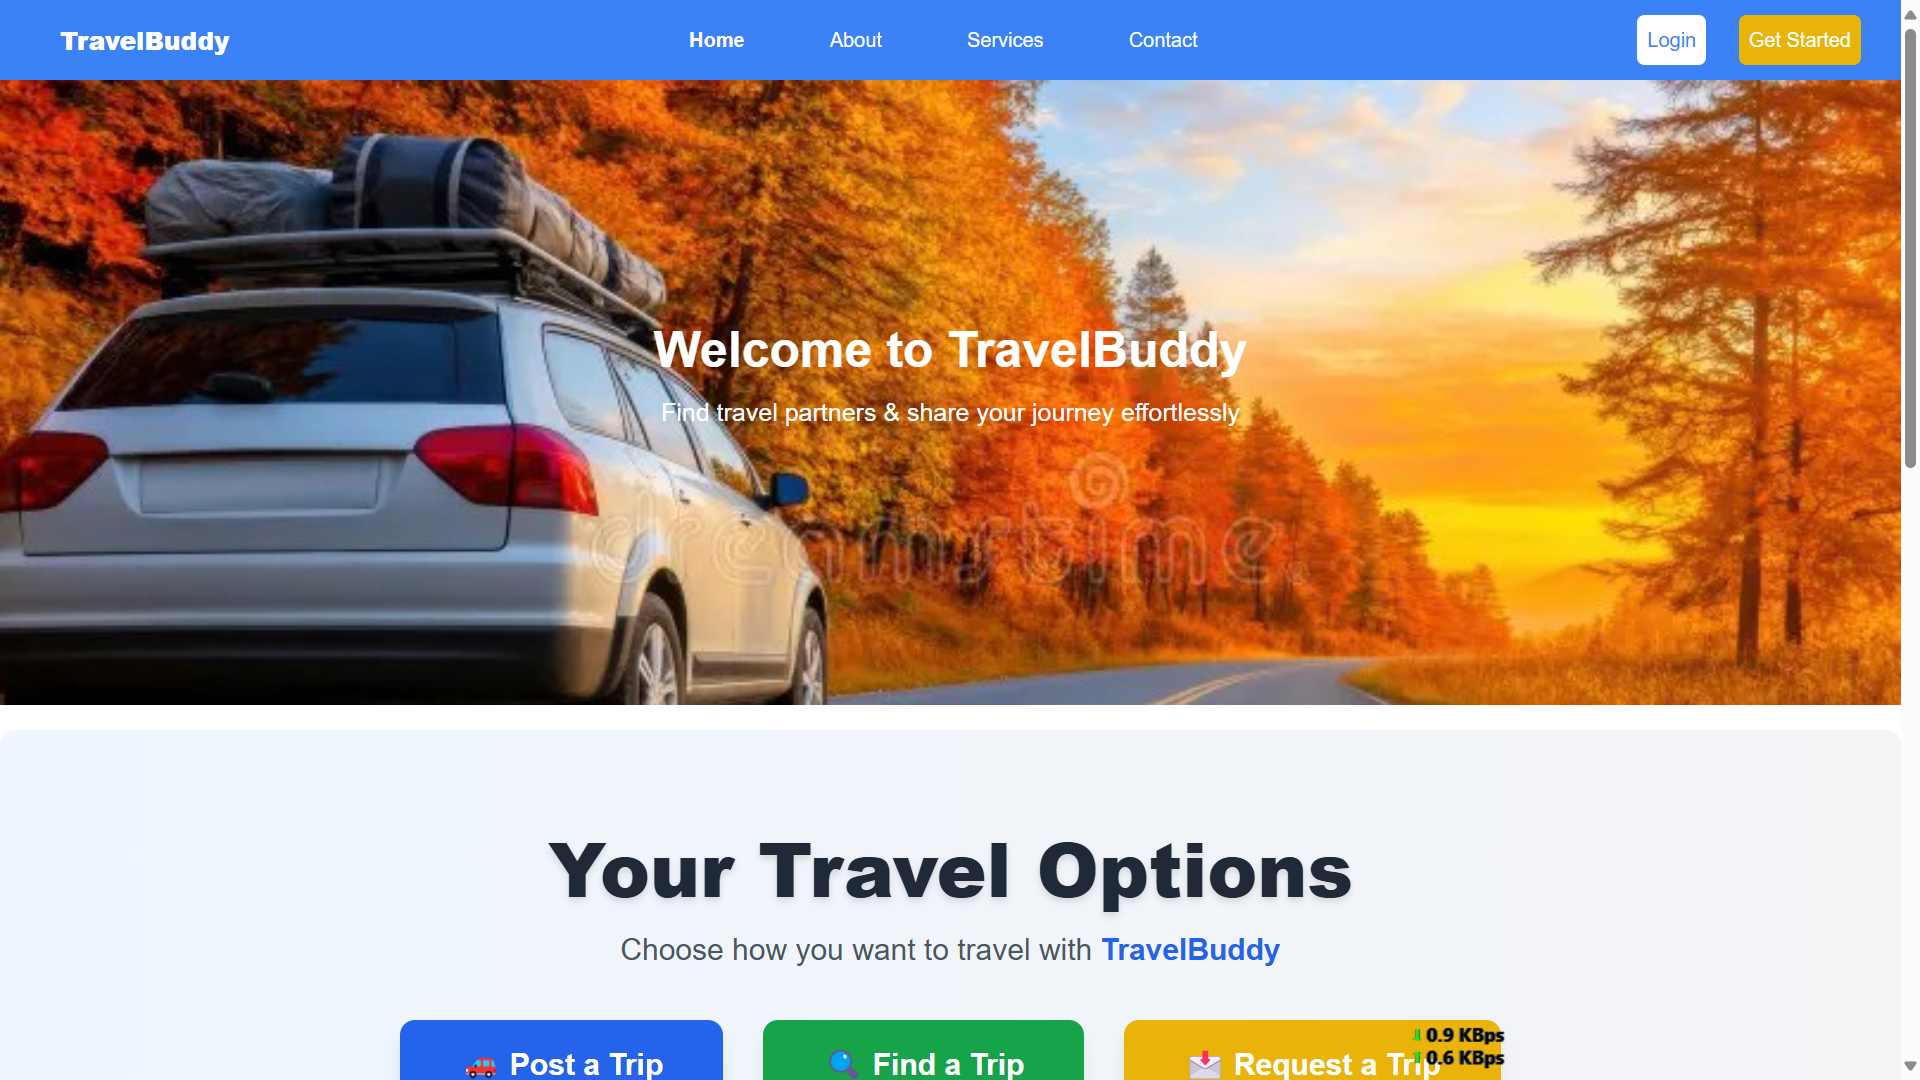 TravelBuddy
Home
About
Services
Contact
Login
Get Started
Welcome to TravelBuddy
Find travel partners & share your journey effortlessly
dreamstime
Your Travel Options
Choose how you want to travel with TravelBuddy
Post a Trip
Find a Trip
Request a Trip
0.9 KBps
0.6 KBps